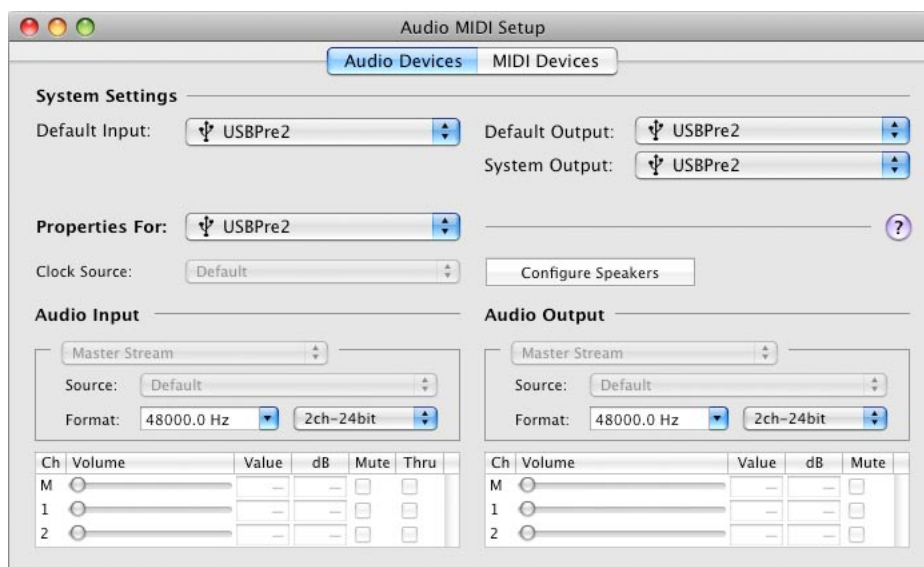 Audio MIDI Setup
Audio Devices MIDI Devices
System Settings
Default Input: USBPre2
Default Output: USBPre2
System Output: USBPre2
Properties For: USBPre2 ?
Clock Source: Default Configure Speakers
Audio Input
Master Stream
Source: Default
Format: 48000.0 Hz 2ch-24bit
Ch Volume Value dB Mute Thru
M — —
1 — —
2 — —
Audio Output
Master Stream
Source: Default
Format: 48000.0 Hz 2ch-24bit
Ch Volume Value dB Mute
M — —
1 — —
2 — —